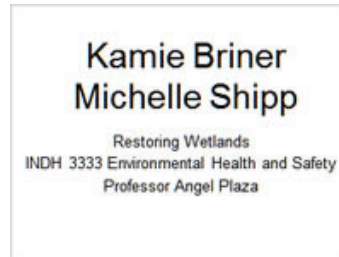 Kamie Briner
Michelle Shipp
Restoring Wetlands
INDH 3333 Environmental Health and Safety
Professor Angel Plaza